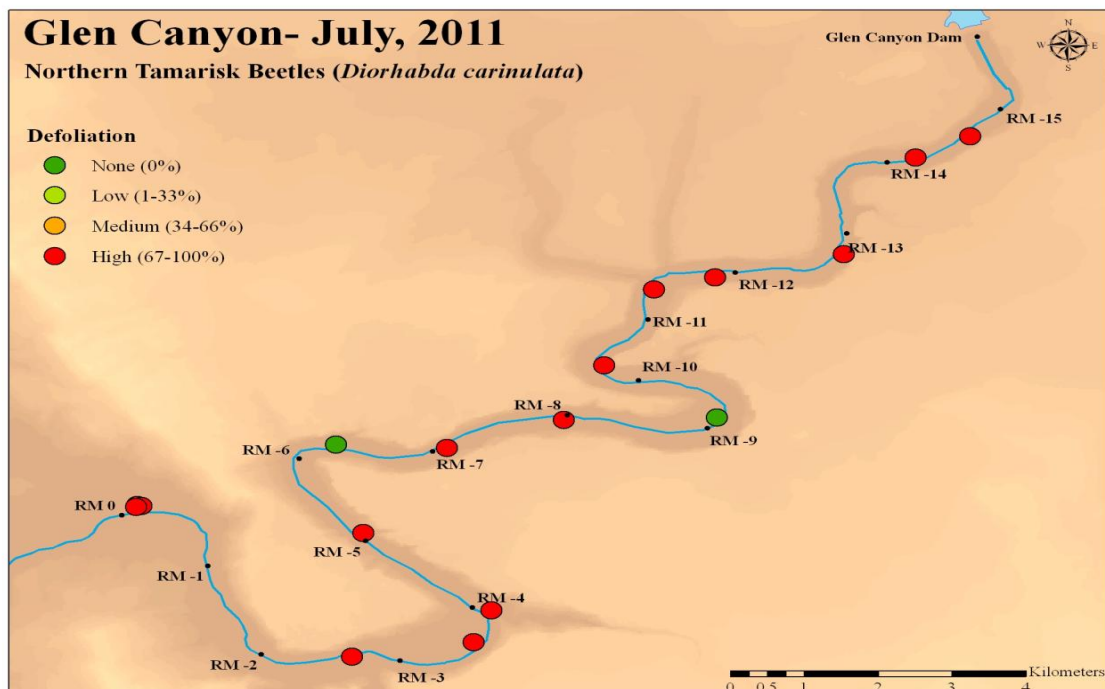 Glen Canyon- July, 2011
Northern Tamarisk Beetles (Diorhabda carinulata)
Glen Canyon Dam
N
W E
S
Defoliation
None (0%)
Low (1-33%)
Medium (34-66%)
High (67-100%)
RM -15
RM -14
RM -13
RM -12
RM -11
RM -10
RM -9
RM -8
RM -7
RM -6
RM -5
RM -4
RM -3
RM -2
RM -1
RM 0
Kilometers
0 0.5 1 2 3 4